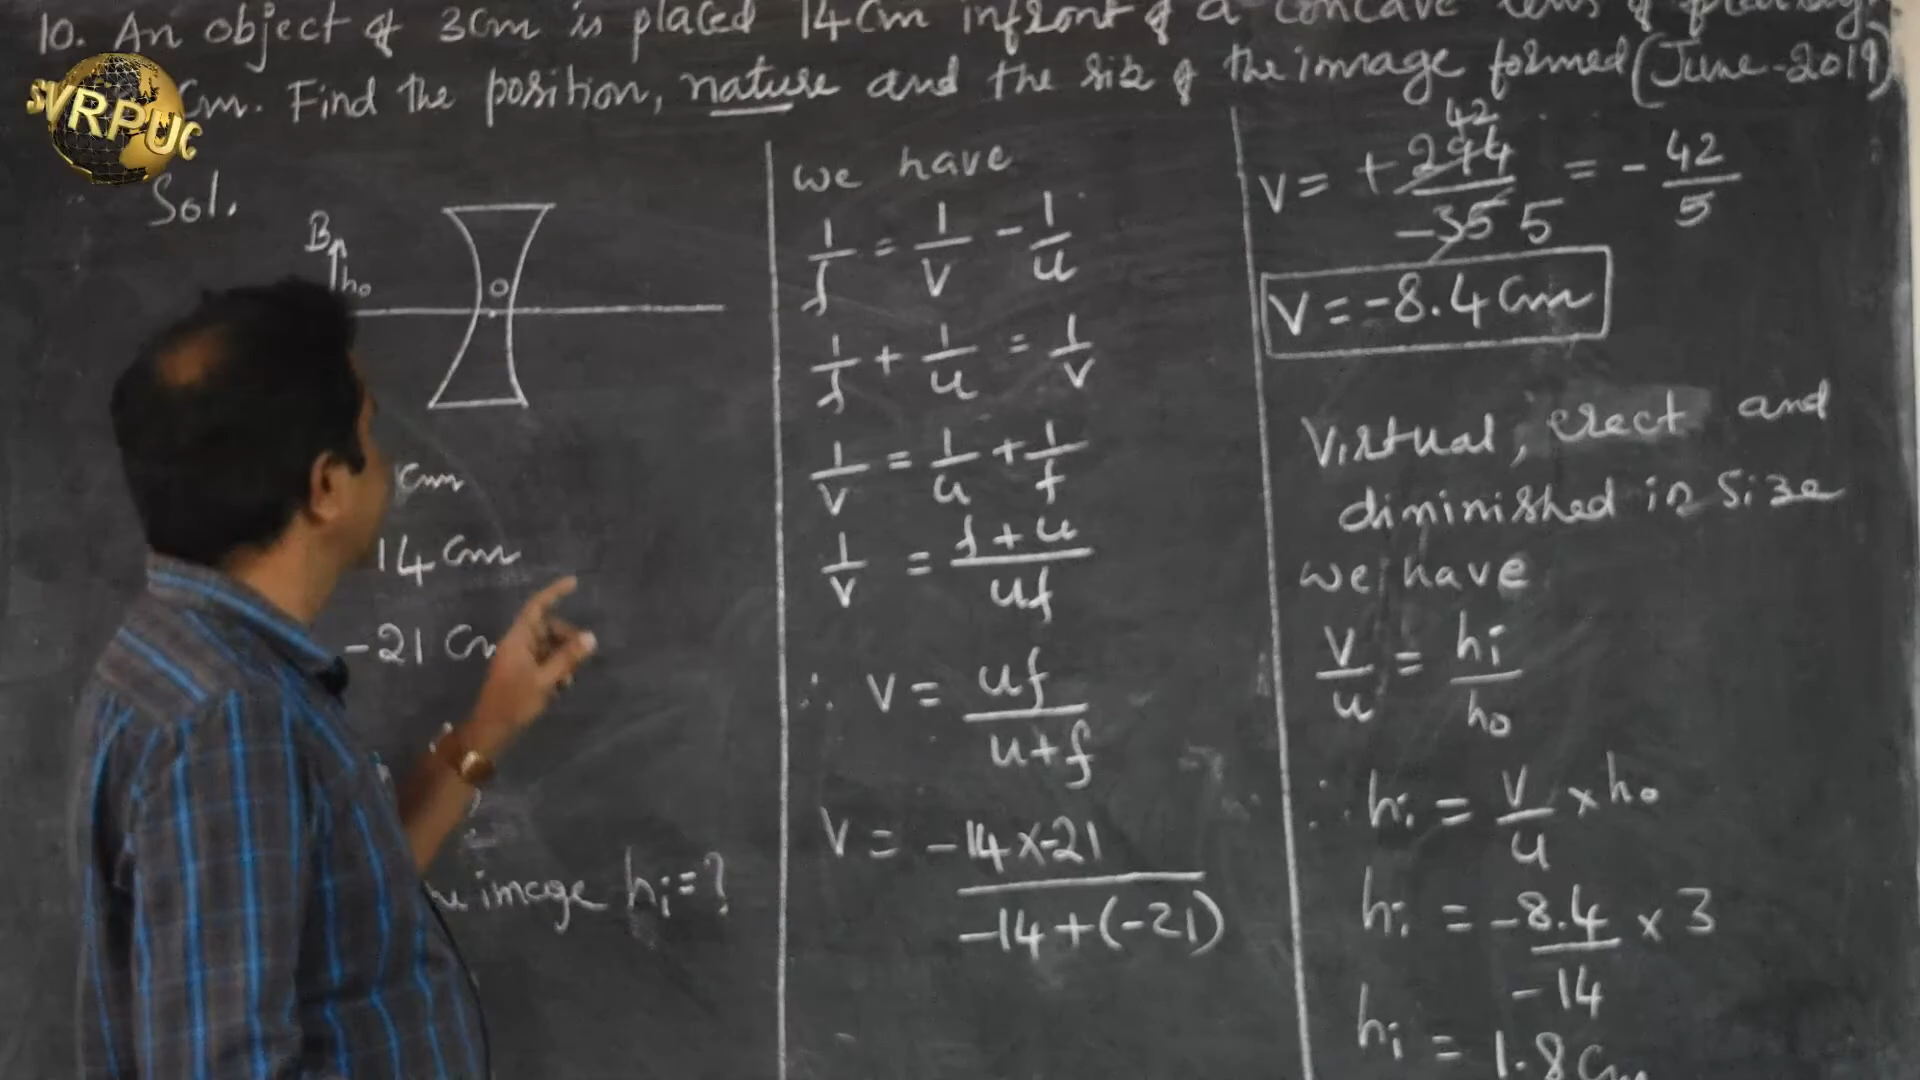 10. An object of 3cm is placed 14cm infront of a concave lens of
cm. Find the position, nature and the size of the image formed (June-2019)
SVRPUC
Sol.
B
ho
O
cm
14 cm
-21 cm
image hi = ?
we have
1/f = 1/v - 1/u
1/f + 1/u = 1/v
1/v = 1/u + 1/f
1/v = f+u/uf
∴ v = uf/u+f
v = -14×-21/-14+(-21)
42
v = +294/-35 5 = -42/5
v = -8.4 cm
Virtual, erect and
diminished in size
we have
v/u = hi/ho
∴ hi = v/u × ho
hi = -8.4/-14 × 3
hi = 1.8 cm